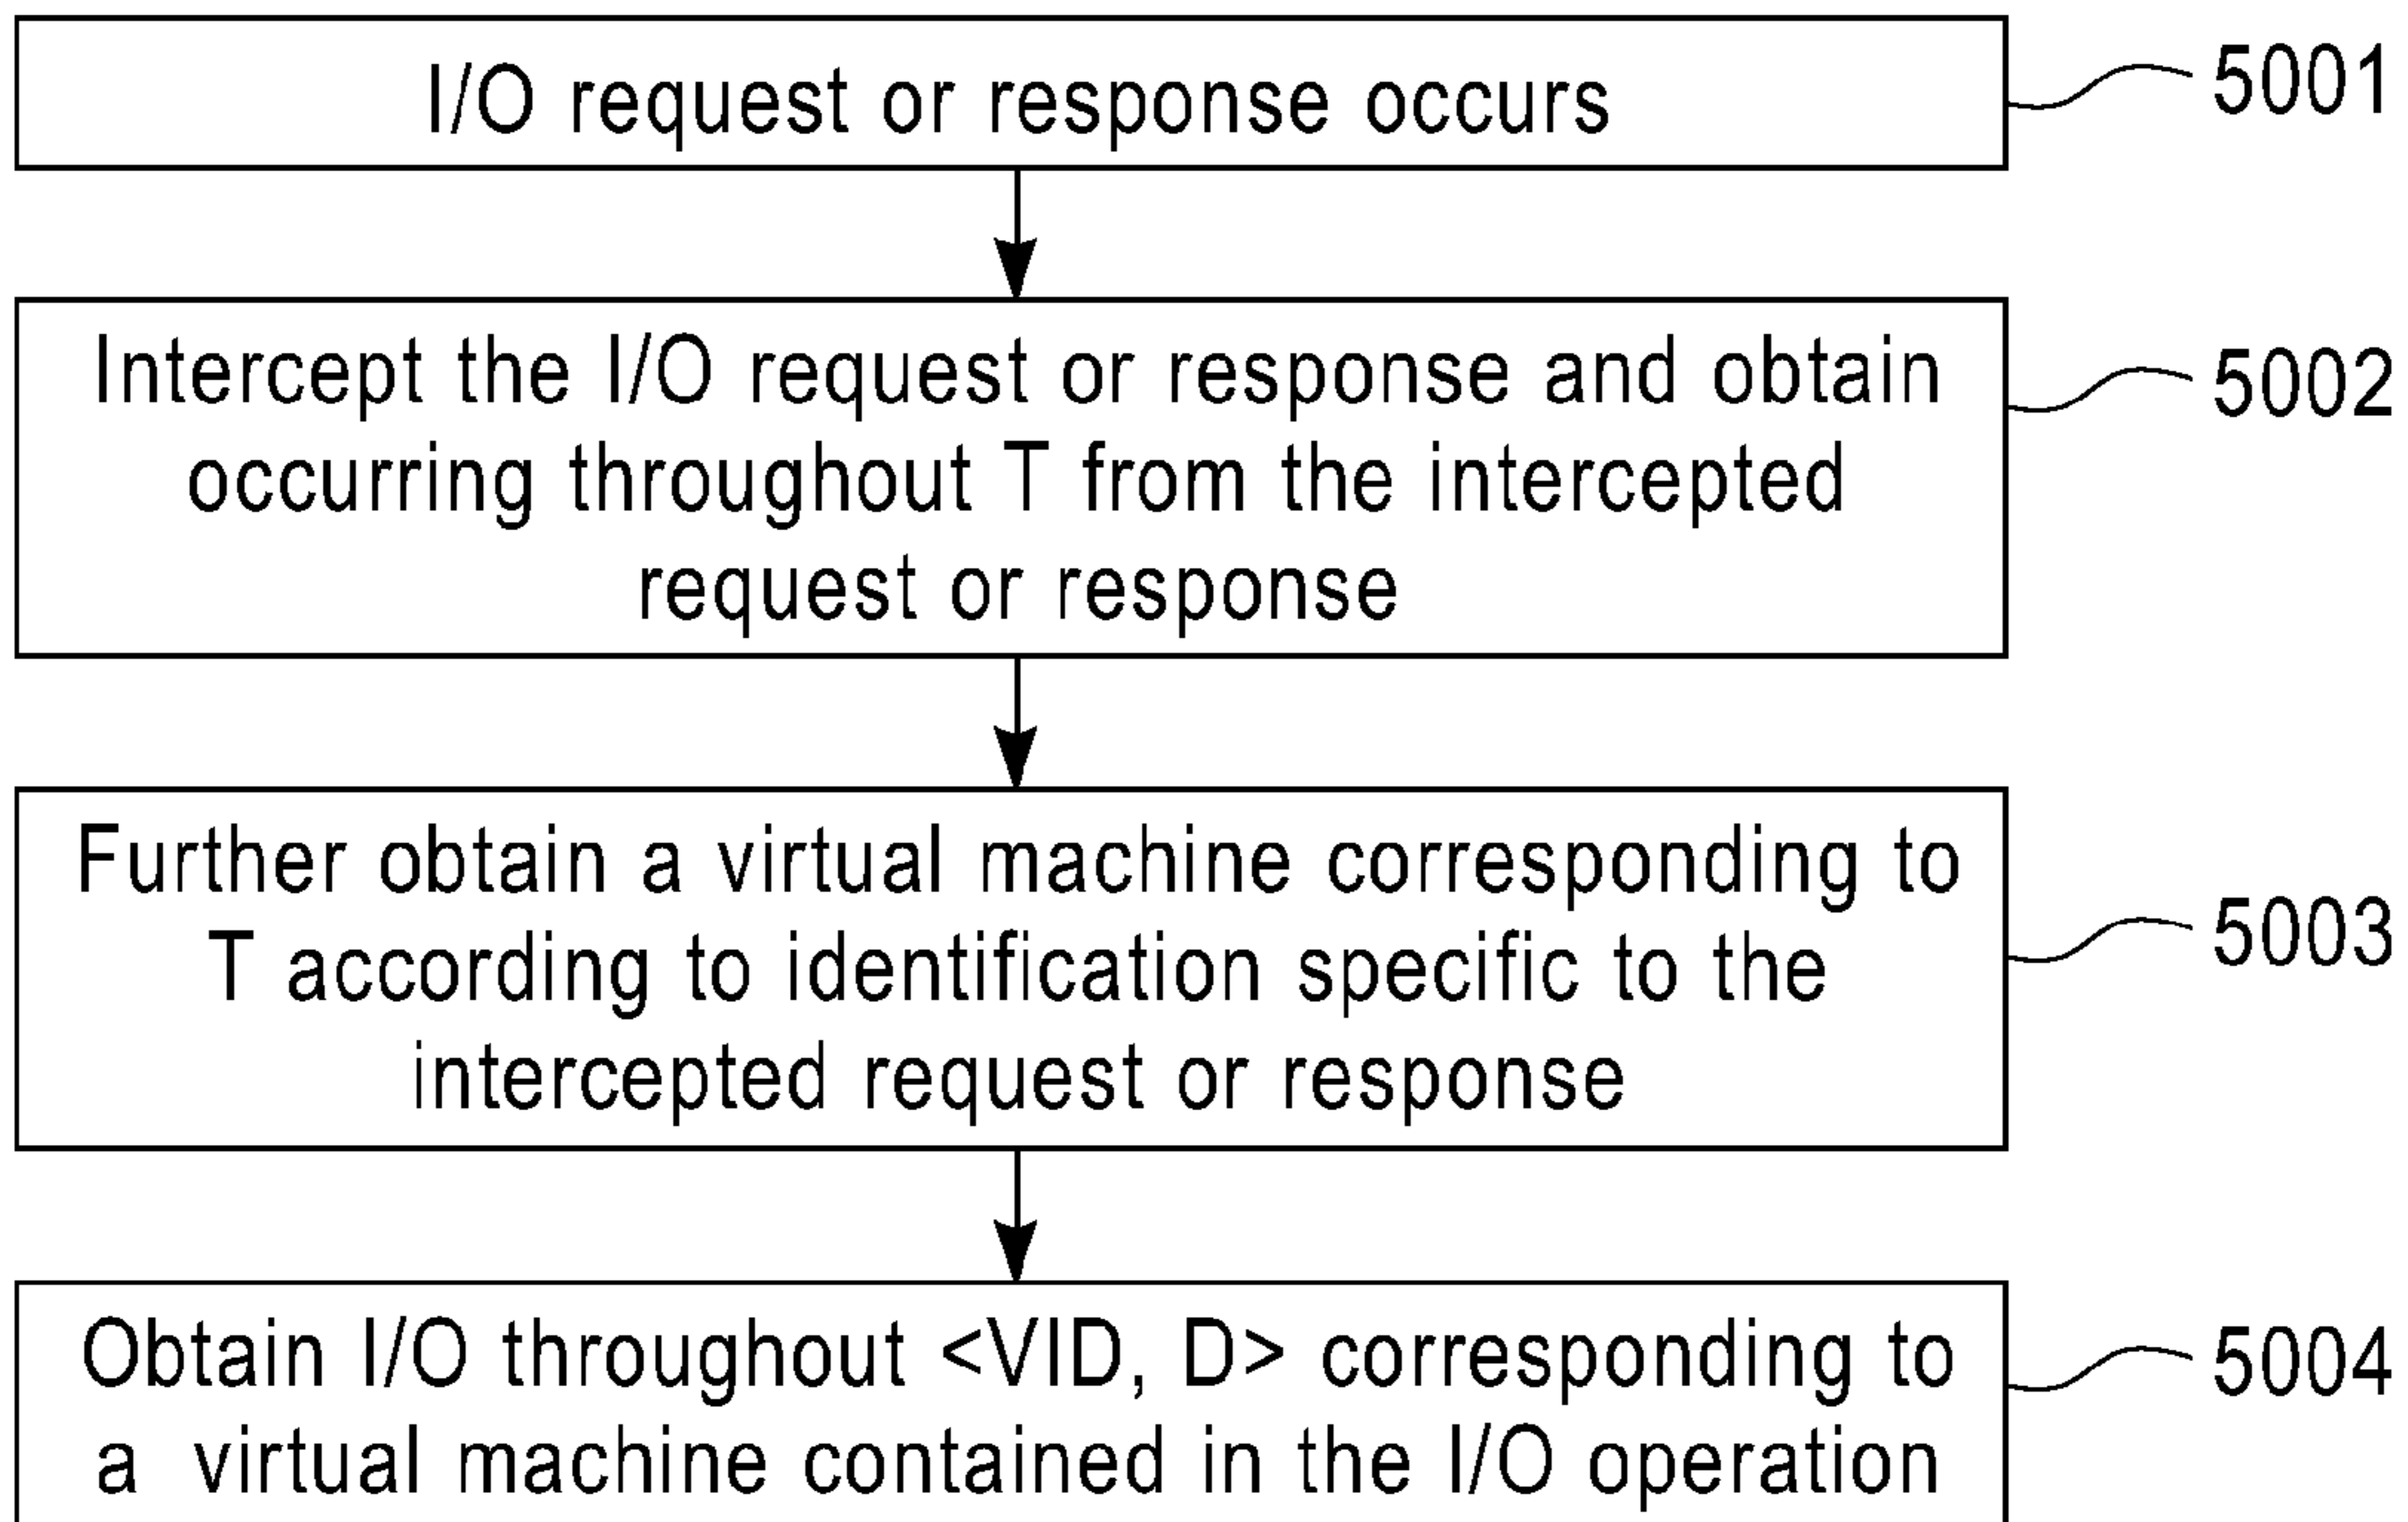 I/O request or response occurs
5001
Intercept the I/O request or response and obtain
occurring throughout T from the intercepted
request or response
5002
Further obtain a virtual machine corresponding to
T according to identification specific to the
intercepted request or response
5003
Obtain I/O throughout <VID, D> corresponding to
a virtual machine contained in the I/O operation
5004